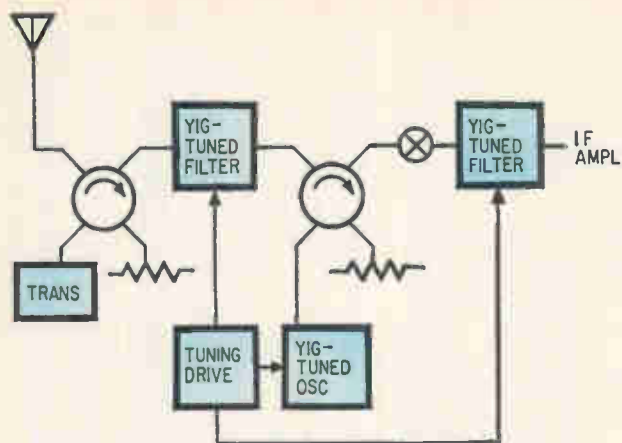 YIG-
TUNED
FILTER
YIG-
TUNED
FILTER
IF
AMPL
TRANS
TUNING
DRIVE
YIG-
TUNED
OSC